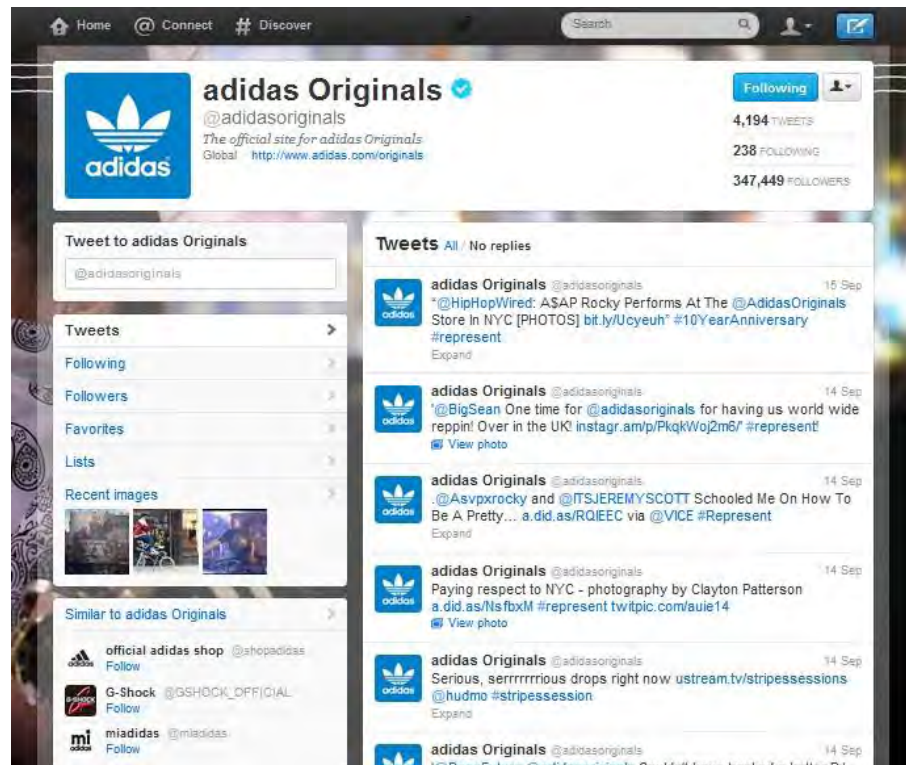 Home @ Connect # Discover
Search
adidas
adidas Originals
@adidasoriginals
The official site for adidas Originals
Global http://www.adidas.com/originals
Following
4,194 TWEETS
238 FOLLOWING
347,449 FOLLOWERS
Tweet to adidas Originals
@adidasoriginals
Tweets
Following
Followers
Favorites
Lists
Recent images
Similar to adidas Originals
official adidas shop @shopadidas
Follow
G-SHOCK
G-Shock @GSHOCK_OFFICIAL
Follow
mi
adidas
miadidas @miadidas
Follow
Tweets All / No replies
adidas Originals @adidasoriginals 15 Sep
"@HipHopWired: A$AP Rocky Performs At The @AdidasOriginals
Store In NYC [PHOTOS] bit.ly/Ucyeuh" #10YearAnniversary
#represent
Expand
adidas Originals @adidasoriginals 14 Sep
'@BigSean One time for @adidasoriginals for having us world wide
reppin! Over in the UK! instagr.am/p/PkqkWoj2m6/' #represent!
View photo
adidas Originals @adidasoriginals 14 Sep
.@Asvpxrocky and @ITSJEREMYSCOTT Schooled Me On How To
Be A Pretty… a.did.as/RQIEEC via @VICE #Represent
Expand
adidas Originals @adidasoriginals 14 Sep
Paying respect to NYC - photography by Clayton Patterson
a.did.as/NsfbxM #represent twitpic.com/auie14
View photo
adidas Originals @adidasoriginals 14 Sep
Serious, serrrrrrrious drops right now ustream.tv/stripessessions
@hudmo #stripessession
Expand
adidas Originals @adidasoriginals 14 Sep